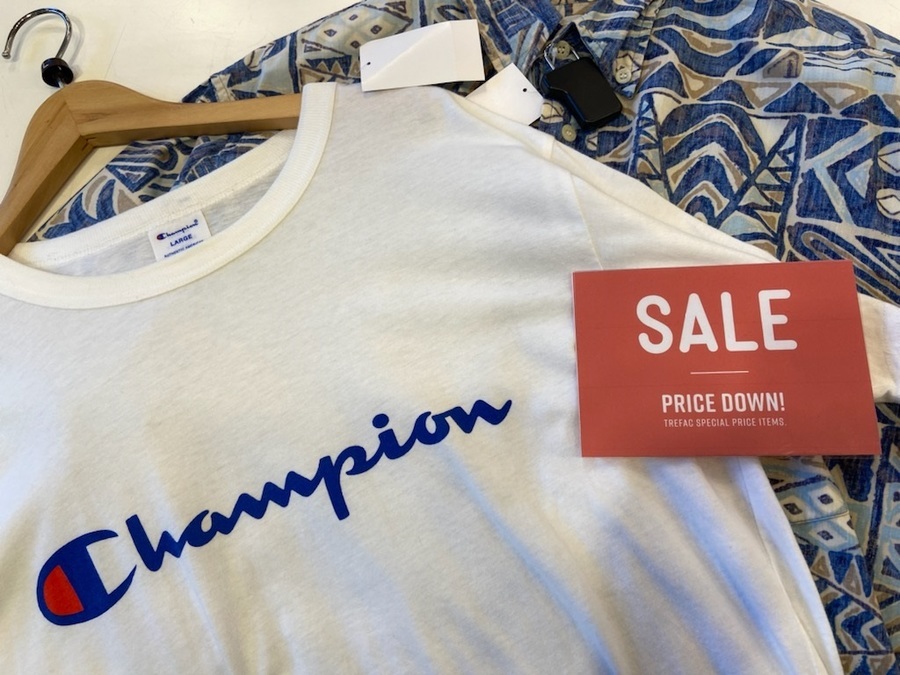 Champion
LARGE
SALE
PRICE DOWN!
TREFAC SPECIAL PRICE ITEMS.
Champion